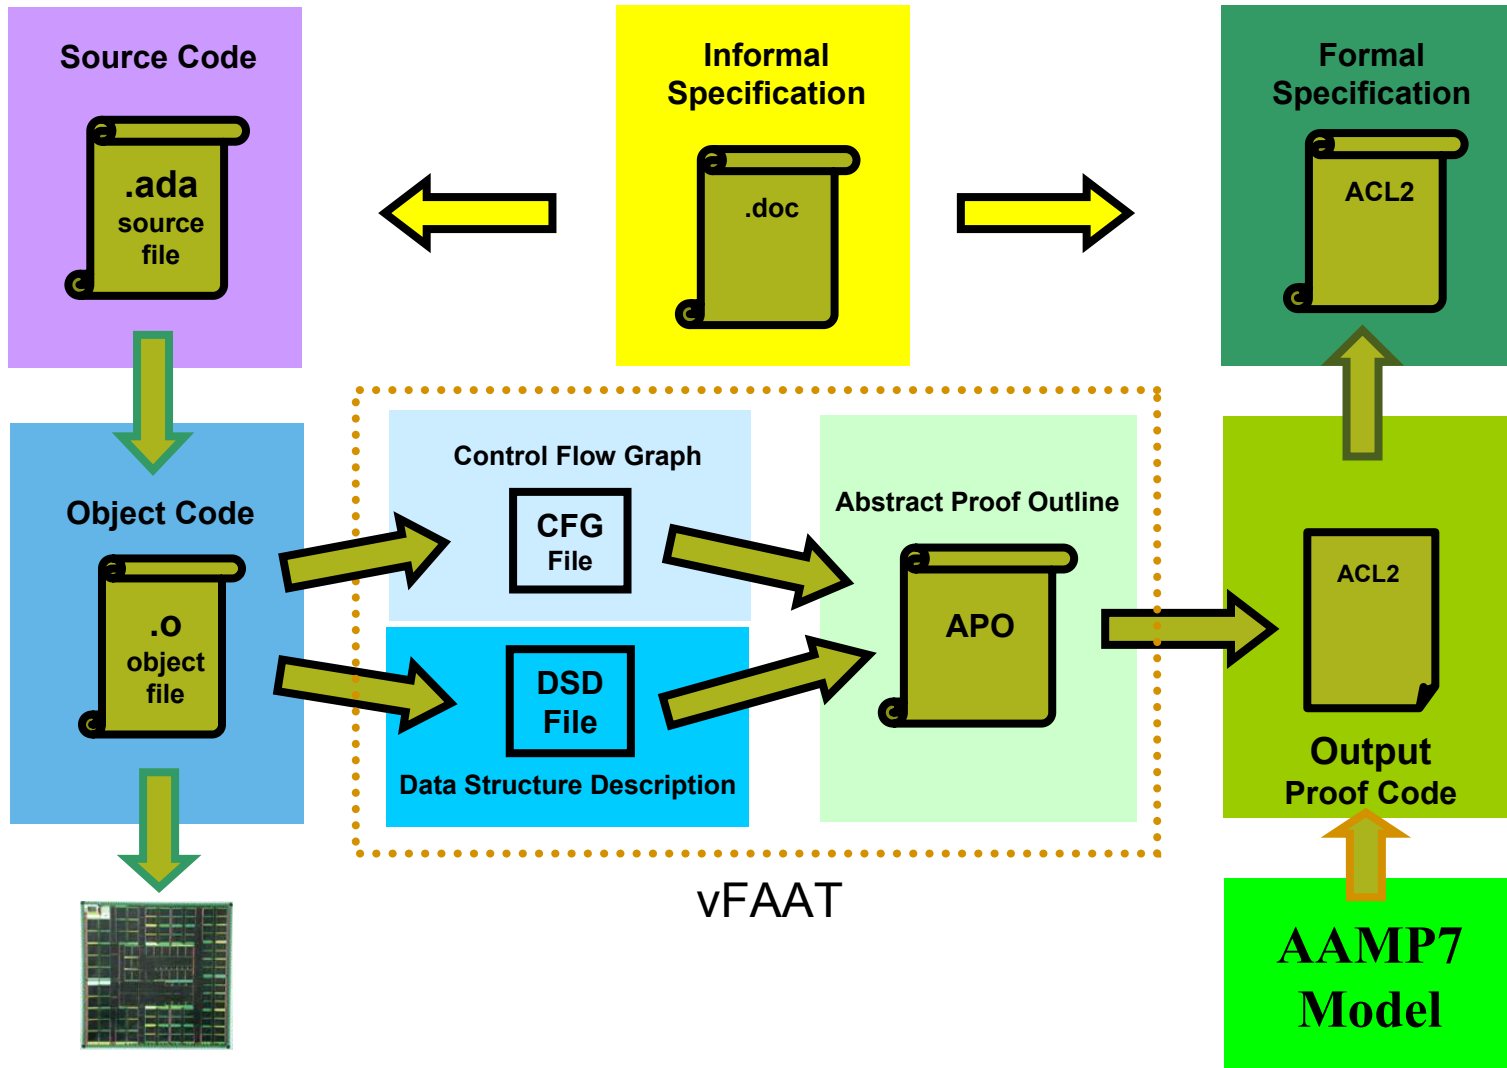 Source Code
.ada
source
file
Informal
Specification
.doc
Formal
Specification
ACL2
Object Code
.o
object
file
Control Flow Graph
CFG
File
DSD
File
Data Structure Description
Abstract Proof Outline
APO
vFAAT
ACL2
Output
Proof Code
AAMP7
Model